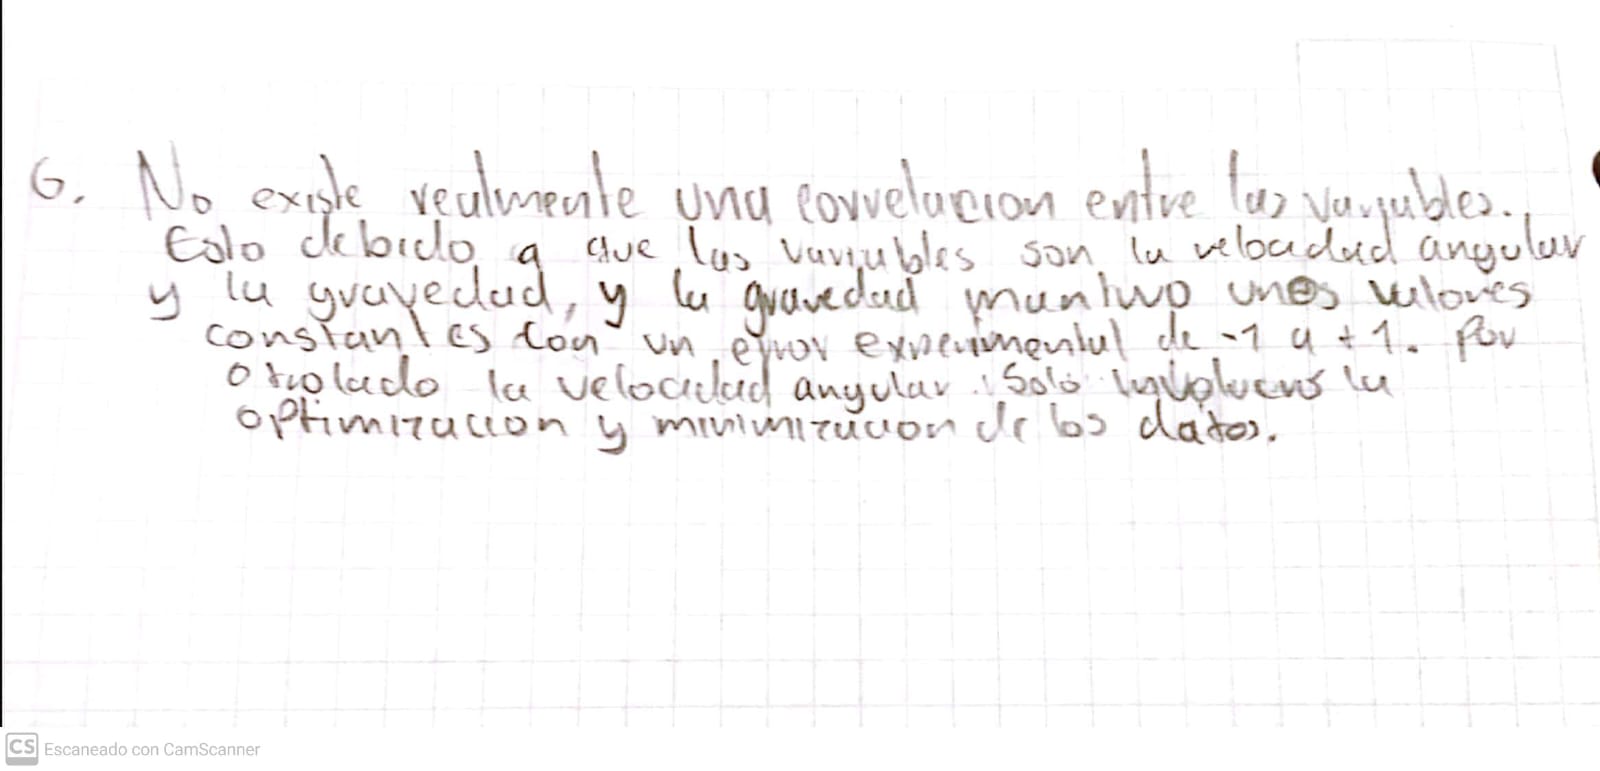 6. No existe realmente una correlacion entre las variables.
Esto debido a que las variables son la velocidad angular
y la gravedad, y la gravedad mantuvo unos valores
constantes con un error experimental de -1 a +1. Por
otro lado la velocidad angular solo involucra la
optimización y minimización de los datos.
CS Escaneado con CamScanner